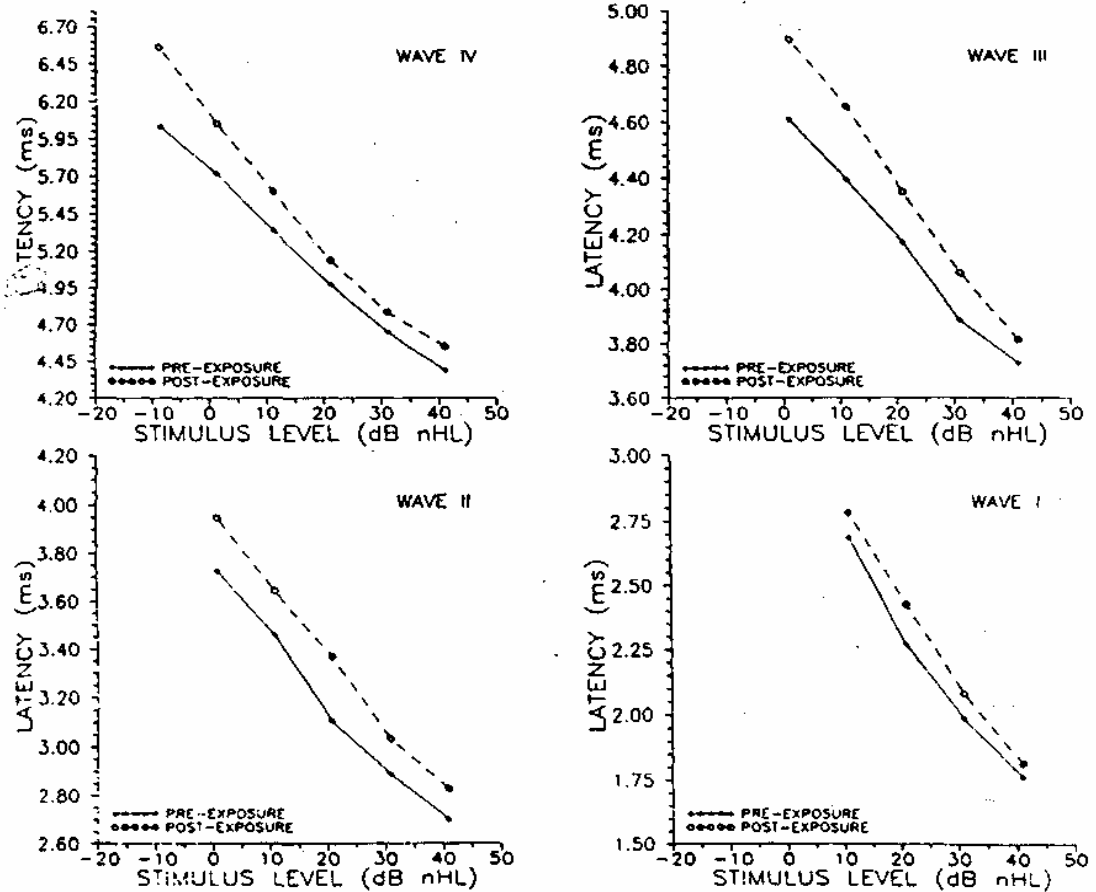 WAVE IV
LATENCY (ms)
6.70
6.45
6.20
5.95
5.70
5.45
5.20
4.95
4.70
4.45
4.20
PRE-EXPOSURE
POST-EXPOSURE
-20 -10 0 10 20 30 40 50
STIMULUS LEVEL (dB nHL)
WAVE III
LATENCY (ms)
5.00
4.80
4.60
4.40
4.20
4.00
3.80
3.60
PRE-EXPOSURE
POST-EXPOSURE
-20 -10 0 10 20 30 40 50
STIMULUS LEVEL (dB nHL)
WAVE II
LATENCY (ms)
4.20
4.00
3.80
3.60
3.40
3.20
3.00
2.80
2.60
PRE-EXPOSURE
POST-EXPOSURE
-20 -10 0 10 20 30 40 50
STIMULUS LEVEL (dB nHL)
WAVE I
LATENCY (ms)
3.00
2.75
2.50
2.25
2.00
1.75
1.50
PRE-EXPOSURE
POST-EXPOSURE
-20 -10 0 10 20 30 40 50
STIMULUS LEVEL (dB nHL)